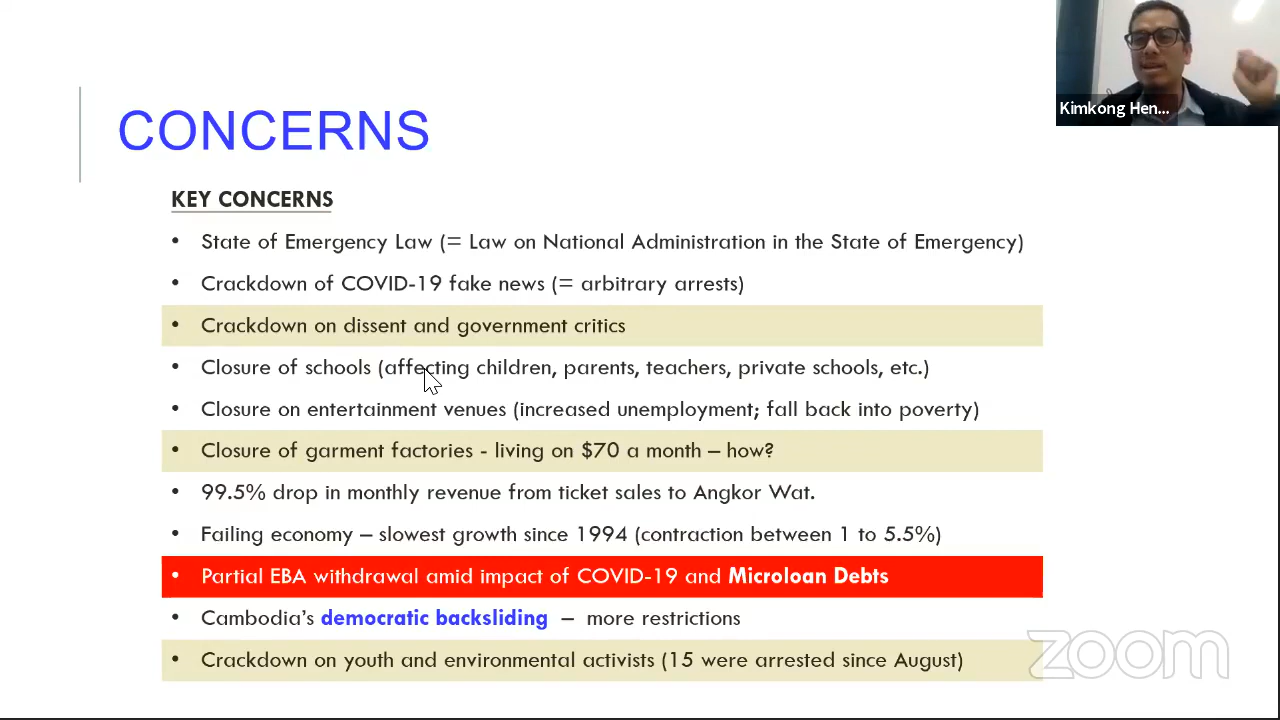 Kimkong Hen...
CONCERNS
KEY CONCERNS
• State of Emergency Law (= Law on National Administration in the State of Emergency)
• Crackdown of COVID-19 fake news (= arbitrary arrests)
• Crackdown on dissent and government critics
• Closure of schools (affecting children, parents, teachers, private schools, etc.)
• Closure on entertainment venues (increased unemployment; fall back into poverty)
• Closure of garment factories - living on $70 a month – how?
• 99.5% drop in monthly revenue from ticket sales to Angkor Wat.
• Failing economy – slowest growth since 1994 (contraction between 1 to 5.5%)
• Partial EBA withdrawal amid impact of COVID-19 and Microloan Debts
• Cambodia’s democratic backsliding – more restrictions
• Crackdown on youth and environmental activists (15 were arrested since August)
zoom